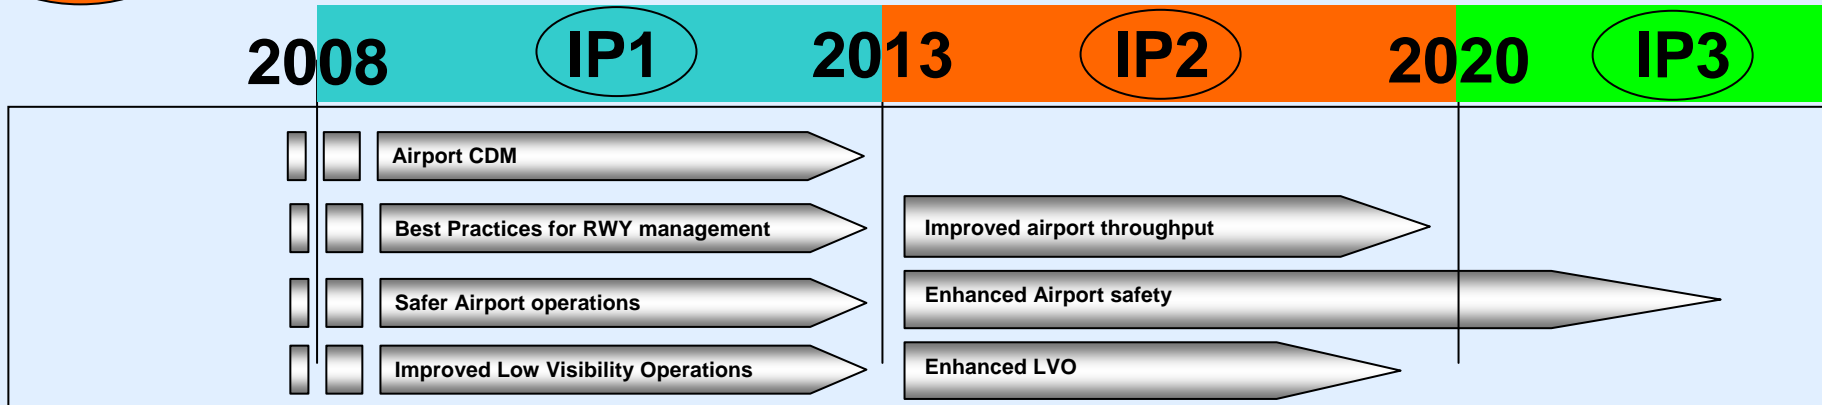 2008 IP1 2013 IP2 2020 IP3
Airport CDM
Best Practices for RWY management Improved airport throughput
Safer Airport operations Enhanced Airport safety
Improved Low Visibility Operations Enhanced LVO